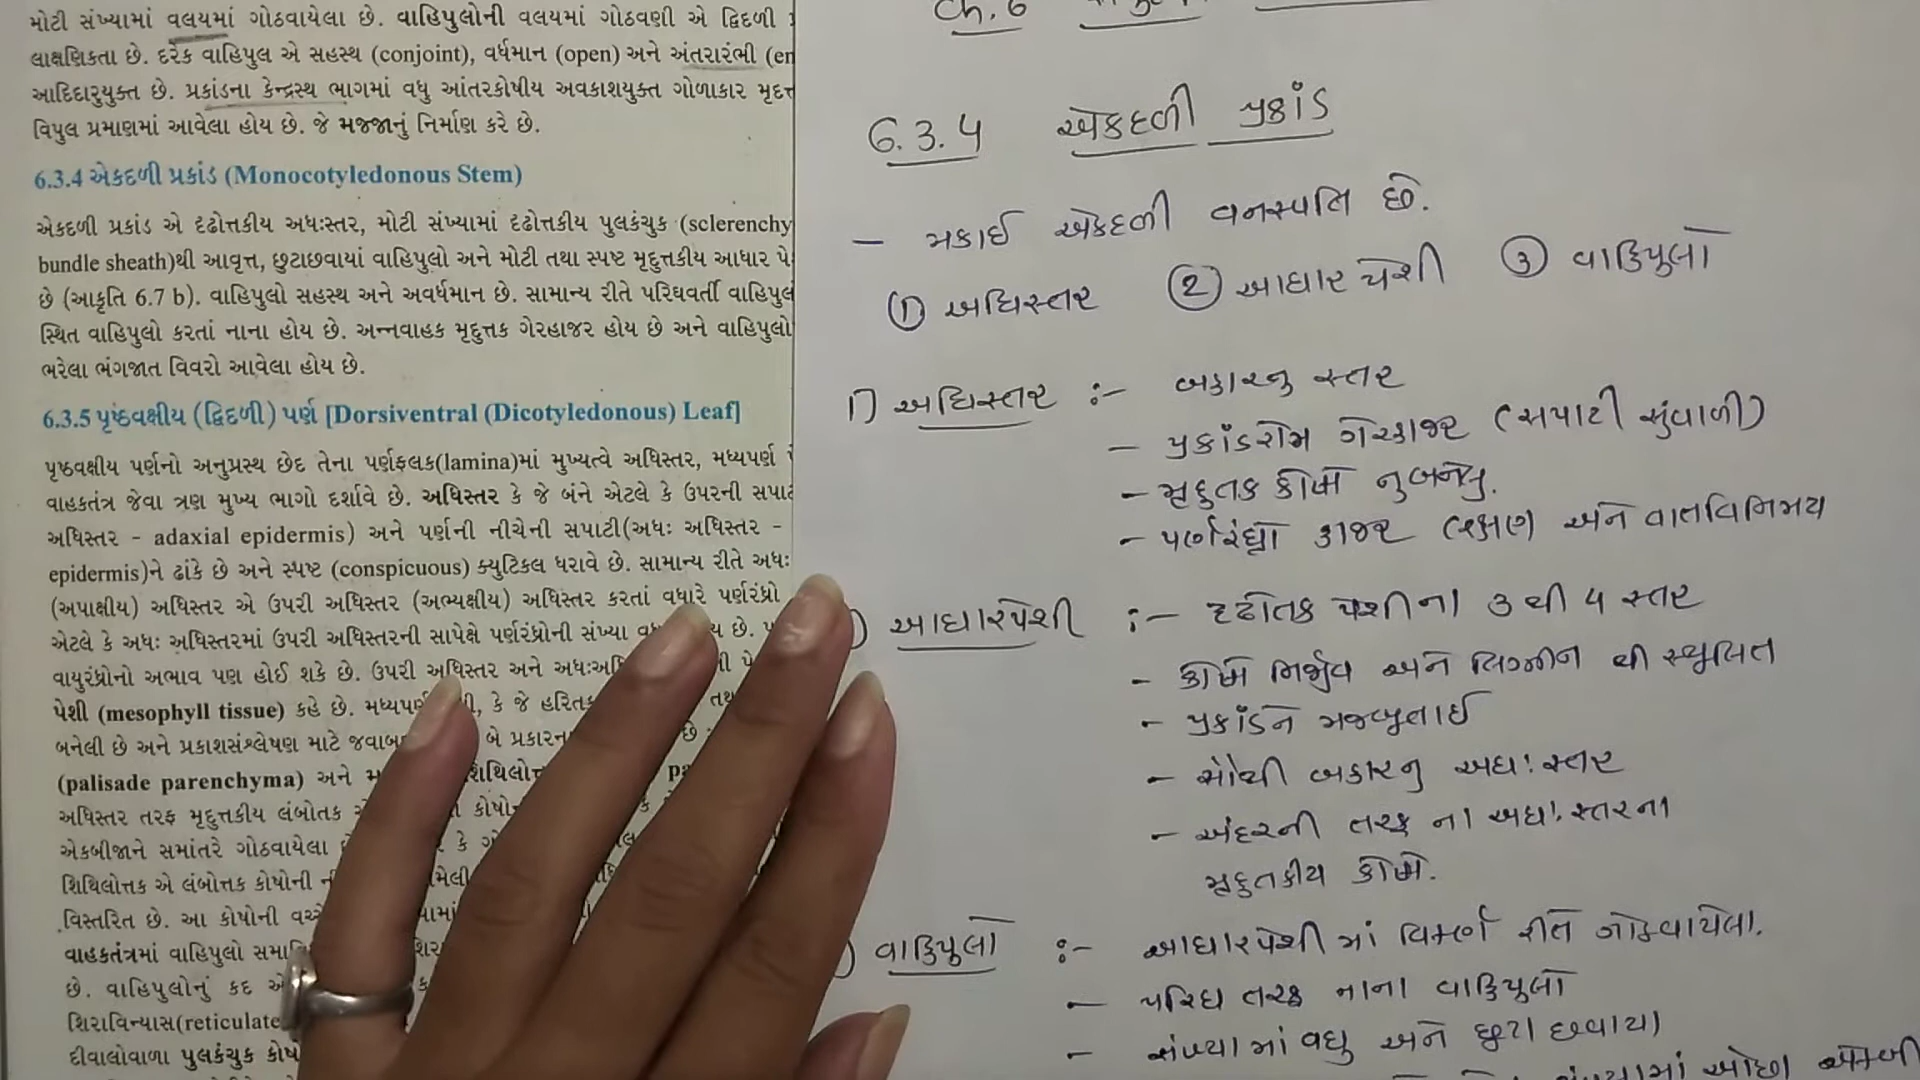 મોટી સંખ્યામાં વલયમાં ગોઠવાયેલા છે. વાહિપુલોની વલયમાં ગોઠવણી એ દ્વિદળી
લાક્ષણિકતા છે. દરેક વાહિપુલ એ સહસ્થ (conjoint), વર્ધમાન (open) અને અંતરારંભી (en
આદિદારુયુક્ત છે. પ્રકાંડના કેન્દ્રસ્થ ભાગમાં વધુ આંતરકોષીય અવકાશયુક્ત ગોળાકાર મૃદુત્ત
વિપુલ પ્રમાણમાં આવેલા હોય છે. જે મજ્જાનું નિર્માણ કરે છે.
6.3.4 એકદળી પ્રકાંડ (Monocotyledonous Stem)
એકદળી પ્રકાંડ એ દઢોત્તકીય અધઃસ્તર, મોટી સંખ્યામાં દઢોત્તકીય પુલકંચુક (sclerenchy
bundle sheath)થી આવૃત્ત, છુટાછવાયાં વાહિપુલો અને મોટી તથા સ્પષ્ટ મૃદુત્તકીય આધાર પે
છે (આકૃતિ 6.7 b). વાહિપુલો સહસ્થ અને અવર્ધમાન છે. સામાન્ય રીતે પરિઘવર્તી વાહિપુલ
સ્થિત વાહિપુલો કરતાં નાના હોય છે. અન્નવાહક મૃદુત્તક ગેરહાજર હોય છે અને વાહિપુલો
ભરેલા ભંગજાત વિવરો આવેલા હોય છે.
6.3.5 પૃષ્ઠવક્ષીય (દ્વિદળી) પર્ણ [Dorsiventral (Dicotyledonous) Leaf]
પૃષ્ઠવક્ષીય પર્ણનો અનુપ્રસ્થ છેદ તેના પર્ણફલક(lamina)માં મુખ્યત્વે અધિસ્તર, મધ્યપર્ણ
વાહકતંત્ર જેવા ત્રણ મુખ્ય ભાગો દર્શાવે છે. અધિસ્તર કે જે બંને એટલે કે ઉપરની સપાટ
અધિસ્તર - adaxial epidermis) અને પર્ણની નીચેની સપાટી(અધઃ અધિસ્તર -
epidermis)ને ઢાંકે છે અને સ્પષ્ટ (conspicuous) ક્યુટિકલ ધરાવે છે. સામાન્ય રીતે અધઃ
(અપાક્ષીય) અધિસ્તર એ ઉપરી અધિસ્તર (અભ્યક્ષીય) અધિસ્તર કરતાં વધારે પર્ણરંધ્રો
એટલે કે અધઃ અધિસ્તરમાં ઉપરી અધિસ્તરની સાપેક્ષે પર્ણરંધ્રોની સંખ્યા છે.
વાયુરંધ્રોનો અભાવ પણ હોઈ શકે છે. ઉપરી અધિસ્તર અને
પેશી (mesophyll tissue) કહે છે. કે જે
બનેલી છે અને પ્રકાશસંશ્લેષણ માટે બે પ્રકારના છે
(palisade parenchyma) અને
અધિસ્તર તરફ મૃદુત્તકીય લંબોતક
એકબીજાને સમાંતરે ગોઠવાયેલા
શિથિલોત્તક એ લંબોત્તક કોષોની
વિસ્તરિત છે. આ કોષોની
વાહકતંત્રમાં વાહિપુલો
છે. વાહિપુલોનું કદ
શિરાવિન્યાસ(reticulate
દીવાલોવાળા પુલકંચુક કોષ
Ch. 6
6.3.4 એકદળી પ્રકાંડ
- મકાઈ એકદળી વનસ્પતિ છે.
① અધિસ્તર ② આધાર પેશી ③ વાહિપુલો
1) અધિસ્તર :- બહારનુ સ્તર
- પ્રકાંડરોમ ગેરહાજર (સપાટી સુંવાળી)
- મૃદુતક કોષો નુ બનેલુ.
- પર્ણરંધ્રો હાજર (રક્ષણ) અને વાતવિનિમય
) આધારપેશી :- દઢોતક પેશીના ૩ થી ૫ સ્તર
- કોષો નિર્જીવ અને લિગ્નીન થી સ્થૂલિત
- પ્રકાંડને મજબુતાઈ
- સૌથી બહારનુ અધઃસ્તર
- અંદરની તરફ ના અધઃસ્તરના
મૃદુતકીય કોષો.
) વાહિપુલો :- આધારપેશી માં વિકર્ણ રીતે ગોઠવાયેલા.
- પરિઘ તરફ નાના વાહિપુલો
- સંખ્યામાં વધુ અને છુટા છવાયા
ઓછા